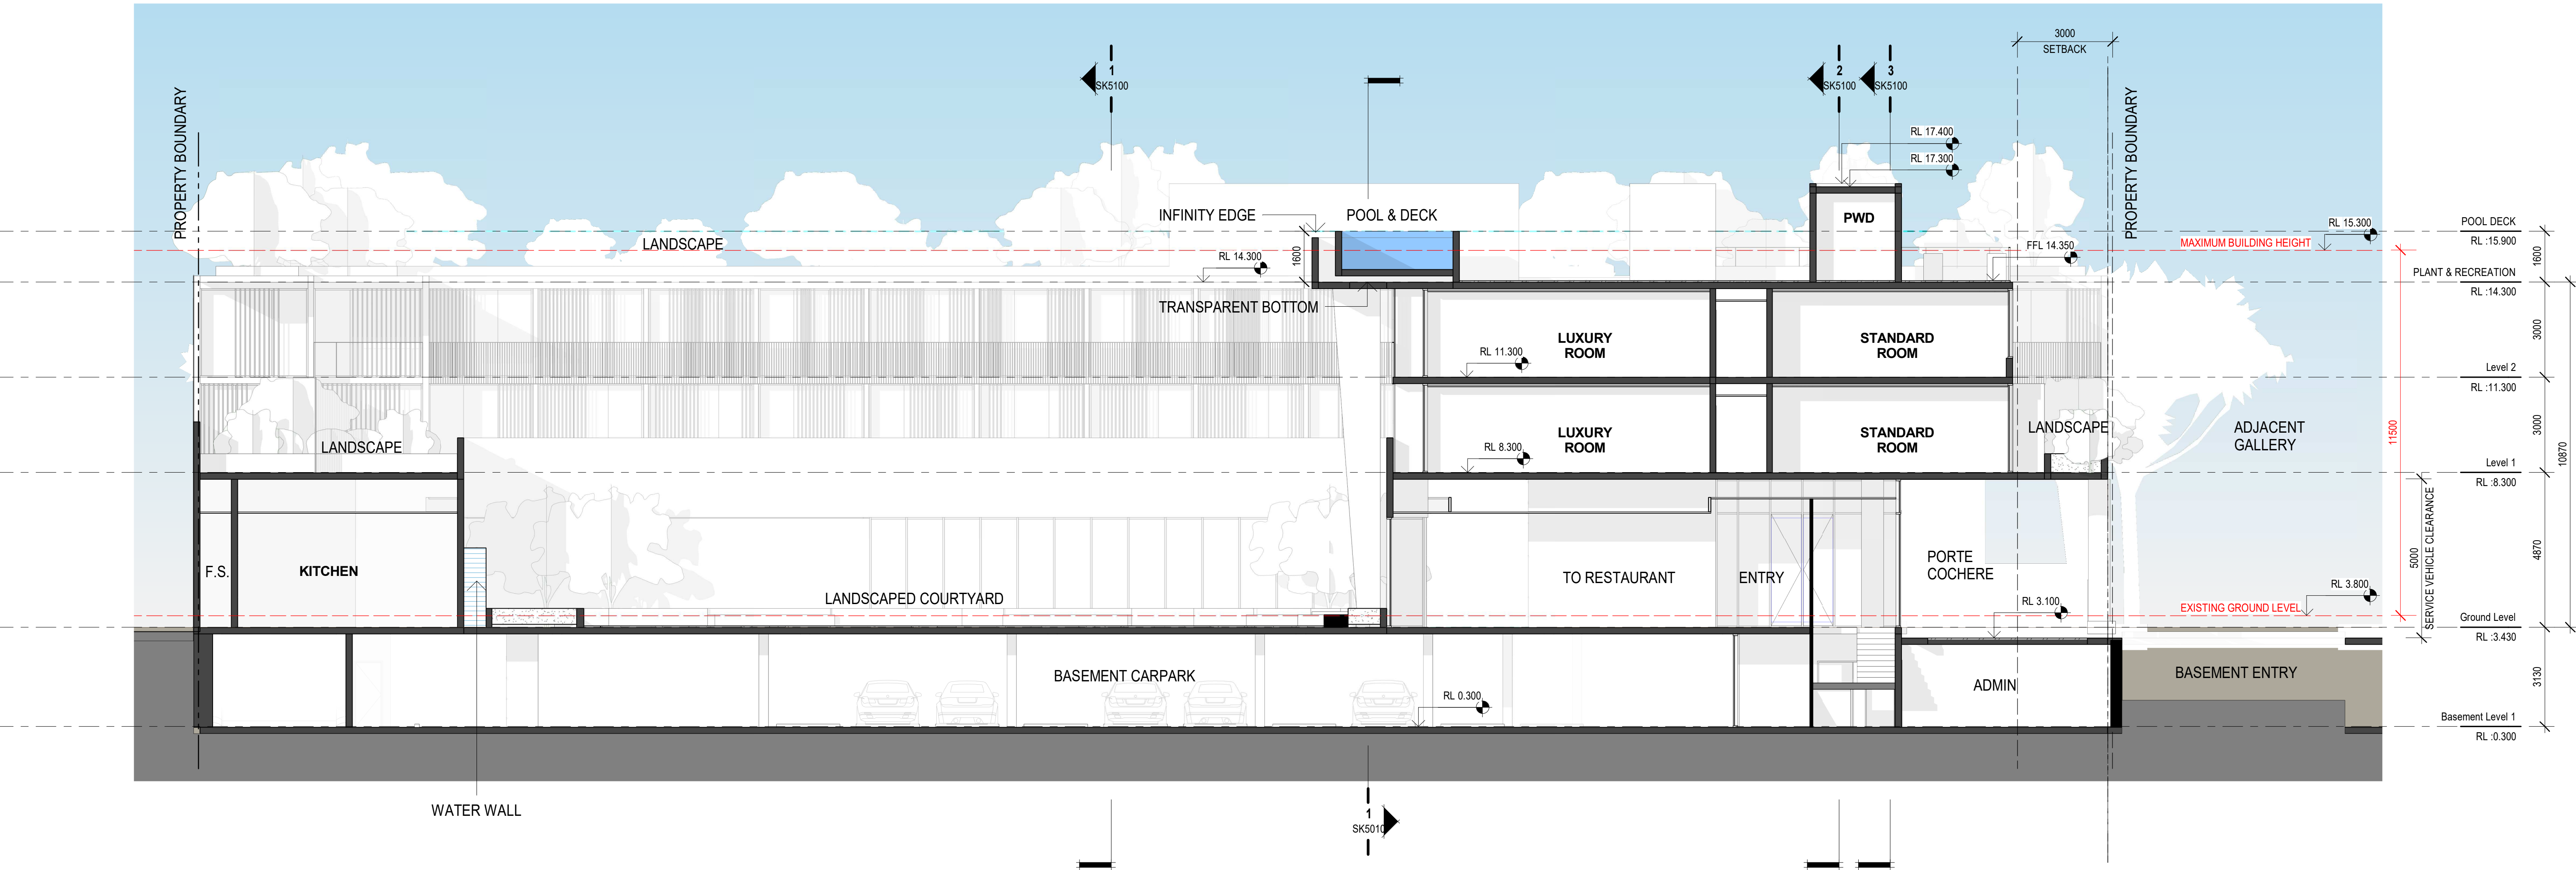 3000
SETBACK
1
SK5100
2
SK5100
3
SK5100
PROPERTY BOUNDARY
PROPERTY BOUNDARY
RL 17.400
RL 17.300
INFINITY EDGE
POOL & DECK
PWD
LANDSCAPE
RL 15.300
POOL DECK
RL :15.900
MAXIMUM BUILDING HEIGHT
FFL 14.350
1600
1600
RL 14.300
PLANT & RECREATION
RL :14.300
TRANSPARENT BOTTOM
LUXURY
ROOM
STANDARD
ROOM
3000
RL 11.300
Level 2
RL :11.300
LANDSCAPE
LUXURY
ROOM
STANDARD
ROOM
LANDSCAPE
ADJACENT
GALLERY
11500
3000
10870
RL 8.300
Level 1
RL :8.300
F.S.
KITCHEN
LANDSCAPED COURTYARD
TO RESTAURANT
ENTRY
PORTE
COCHERE
5000
SERVICE VEHICLE CLEARANCE
4870
RL 3.800
RL 3.100
EXISTING GROUND LEVEL
Ground Level
RL :3.430
BASEMENT CARPARK
ADMIN
BASEMENT ENTRY
3130
RL 0.300
Basement Level 1
RL :0.300
WATER WALL
1
SK5010